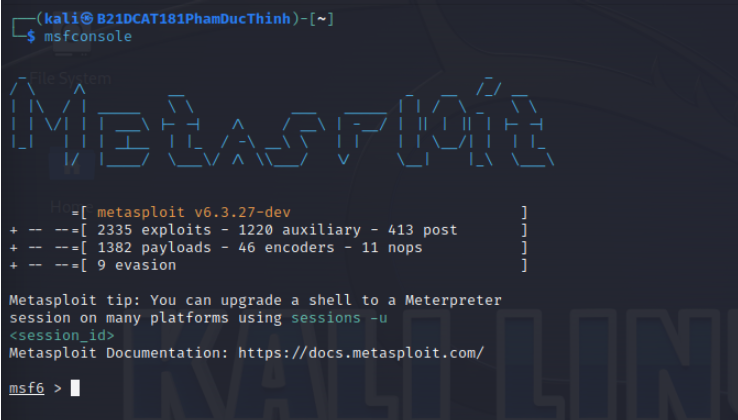 (kali㉿B21DCAT181PhamDucThinh)-[~]
$ msfconsole
File System
METASPLOIT
Home
=[ metasploit v6.3.27-dev ]
+ -- --=[ 2335 exploits - 1220 auxiliary - 413 post ]
+ -- --=[ 1382 payloads - 46 encoders - 11 nops ]
+ -- --=[ 9 evasion ]
Metasploit tip: You can upgrade a shell to a Meterpreter
session on many platforms using sessions -u
<session_id>
Metasploit Documentation: https://docs.metasploit.com/
msf6 >
KALI LIN